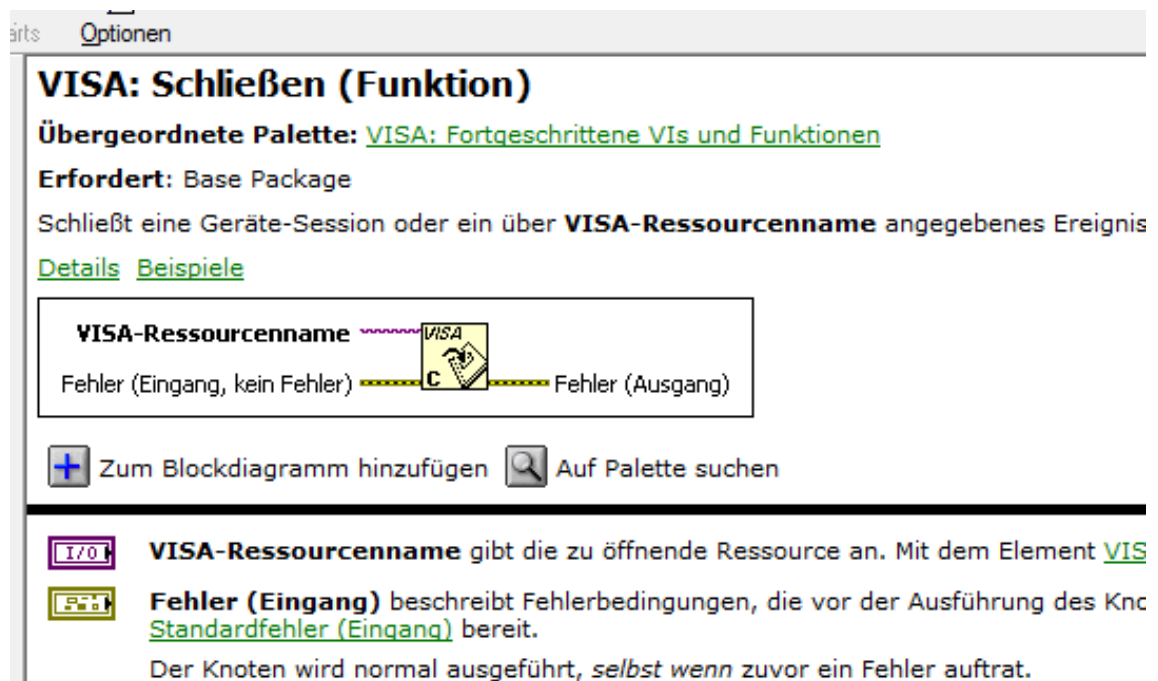 ärts Optionen
VISA: Schließen (Funktion)
Übergeordnete Palette: VISA: Fortgeschrittene VIs und Funktionen
Erfordert: Base Package
Schließt eine Geräte-Session oder ein über VISA-Ressourcenname angegebenes Ereignis
Details Beispiele
VISA-Ressourcenname VISA
Fehler (Eingang, kein Fehler) C Fehler (Ausgang)
Zum Blockdiagramm hinzufügen Auf Palette suchen
I/O VISA-Ressourcenname gibt die zu öffnende Ressource an. Mit dem Element VIS
Fehler (Eingang) beschreibt Fehlerbedingungen, die vor der Ausführung des Kno
Standardfehler (Eingang) bereit.
Der Knoten wird normal ausgeführt, selbst wenn zuvor ein Fehler auftrat.